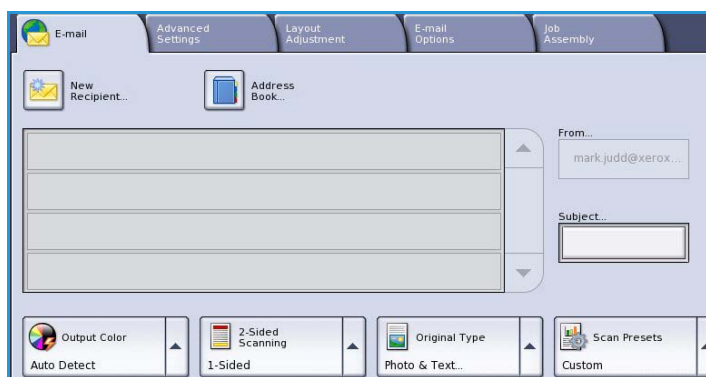 E-mail
Advanced
Settings
Layout
Adjustment
E-mail
Options
Job
Assembly
New
Recipient...
Address
Book...
From...
mark.judd@xerox...
Subject...
Output Color
Auto Detect
2-Sided
Scanning
1-Sided
Original Type
Photo & Text...
Scan Presets
Custom